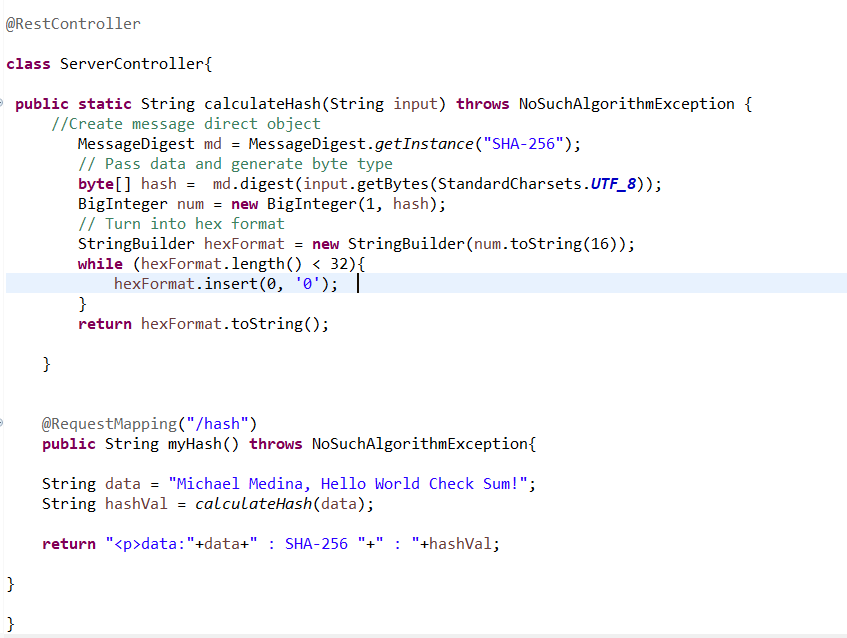 @RestController
class ServerController{
public static String calculateHash(String input) throws NoSuchAlgorithmException {
//Create message direct object
MessageDigest md = MessageDigest.getInstance("SHA-256");
// Pass data and generate byte type
byte[] hash =  md.digest(input.getBytes(StandardCharsets.UTF_8));
BigInteger num = new BigInteger(1, hash);
// Turn into hex format
StringBuilder hexFormat = new StringBuilder(num.toString(16));
while (hexFormat.length() < 32){
hexFormat.insert(0, '0');
}
return hexFormat.toString();
}
@RequestMapping("/hash")
public String myHash() throws NoSuchAlgorithmException{
String data = "Michael Medina, Hello World Check Sum!";
String hashVal = calculateHash(data);
return "<p>data:"+data+" : SHA-256 "+" : "+hashVal;
}
}